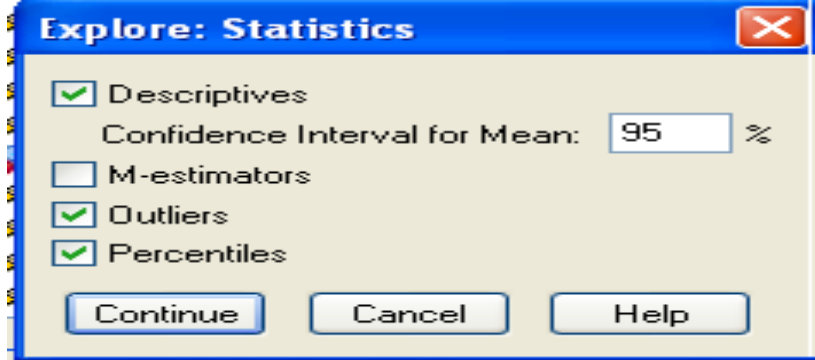 Explore: Statistics
Descriptives
Confidence Interval for Mean: 95 %
M-estimators
Outliers
Percentiles
Continue Cancel Help